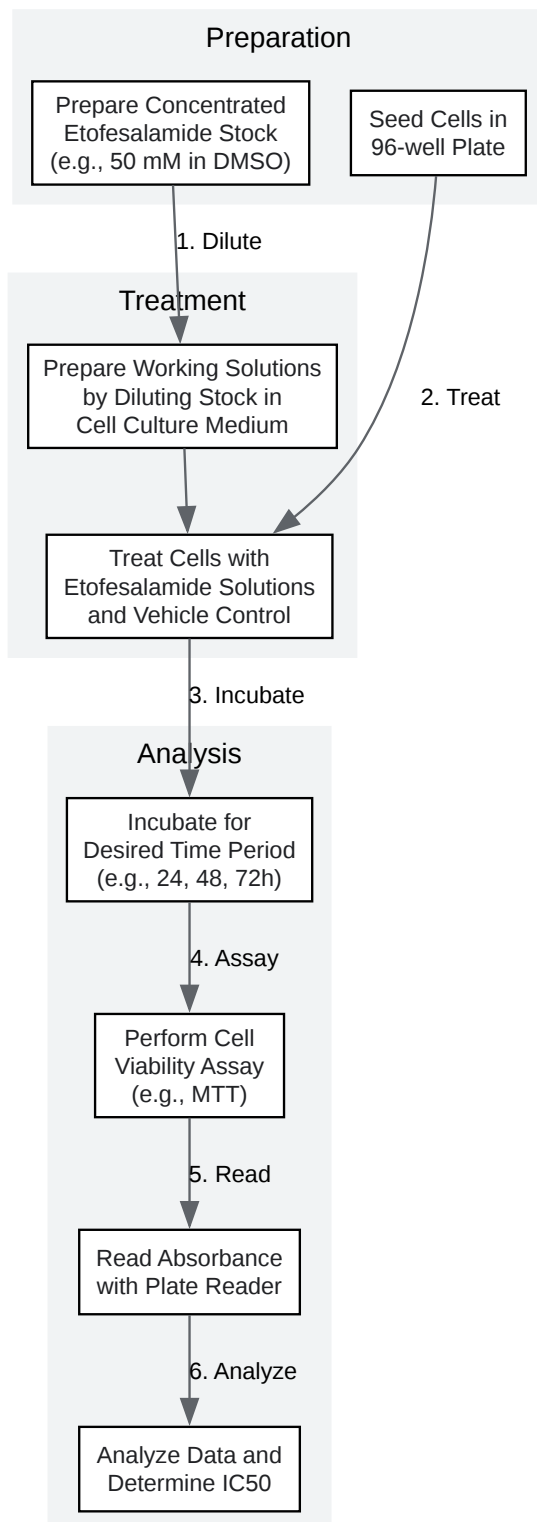 Preparation
Prepare Concentrated
Etofesalamide Stock
(e.g., 50 mM in DMSO)
Seed Cells in
96-well Plate
1. Dilute
Treatment
Prepare Working Solutions
by Diluting Stock in
Cell Culture Medium
2. Treat
Treat Cells with
Etofesalamide Solutions
and Vehicle Control
3. Incubate
Analysis
Incubate for
Desired Time Period
(e.g., 24, 48, 72h)
4. Assay
Perform Cell
Viability Assay
(e.g., MTT)
5. Read
Read Absorbance
with Plate Reader
6. Analyze
Analyze Data and
Determine IC50